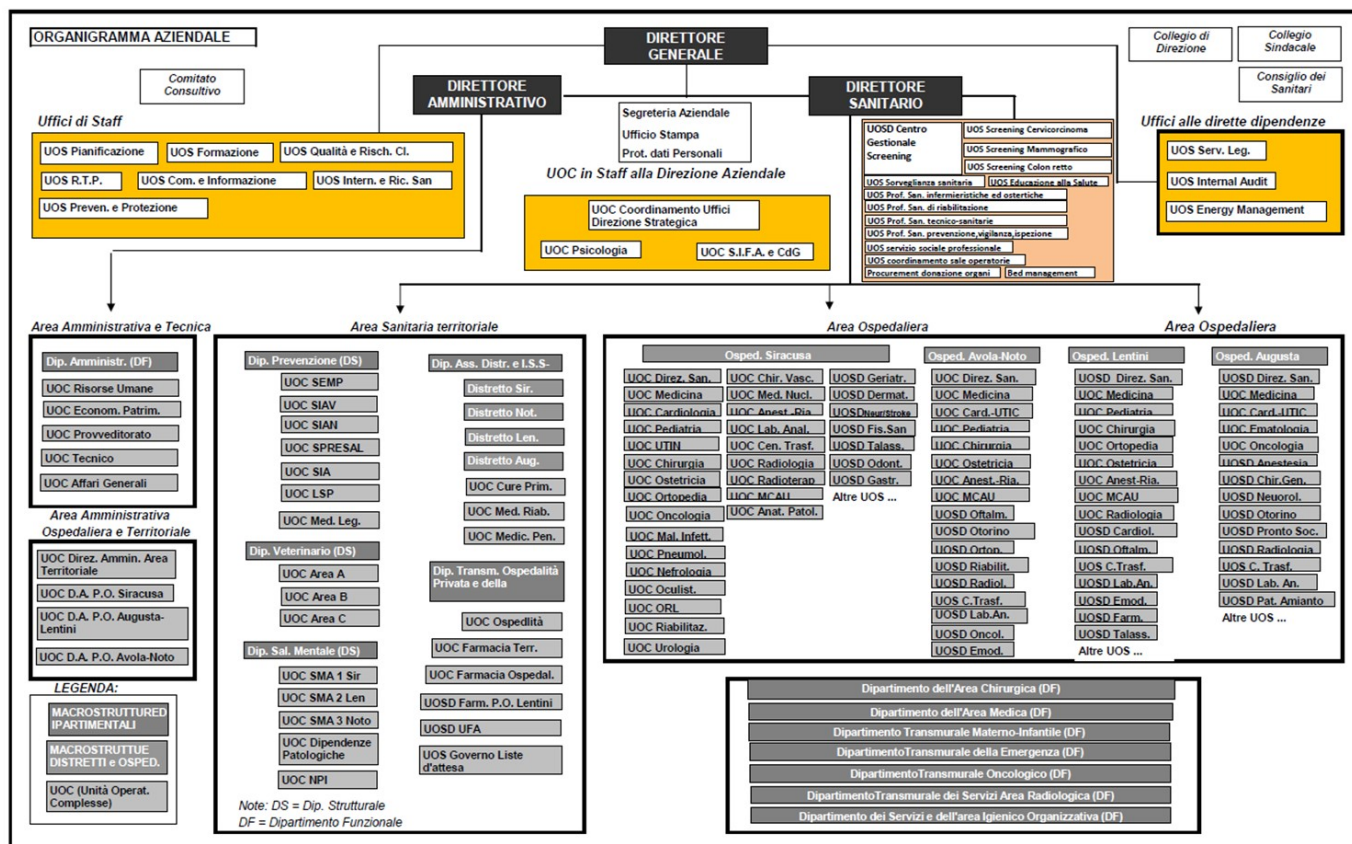 ORGANIGRAMMA AZIENDALE
DIRETTORE
GENERALE
Collegio di
Direzione
Collegio
Sindacale
Consiglio dei
Sanitari
Comitato
Consultivo
DIRETTORE
AMMINISTRATIVO
DIRETTORE
SANITARIO
Segreteria Aziendale
Ufficio Stampa
Prot. dati Personali
Uffici di Staff
UOS Pianificazione
UOS Formazione
UOS Qualità e Risch. Cl.
UOS R.T.P.
UOS Com. e Informazione
UOS Intern. e Ric. San
UOS Preven. e Protezione
UOC in Staff alla Direzione Aziendale
UOC Coordinamento Uffici
Direzione Strategica
UOC Psicologia
UOC S.I.F.A. e CdG
UOSD Centro
Gestionale
Screening
UOS Screening Cervicorcinoma
UOS Screening Mammografico
UOS Screening Colon retto
UOS Sorveglianza sanitaria
UOS Educazione alla Salute
UOS Prof. San. infermieristiche ed ostertiche
UOS Prof. San. di riabilitazione
UOS Prof. San. tecnico-sanitarie
UOS Prof. San. prevenzione,vigilanza,ispezione
UOS servizio sociale professionale
UOS coordinamento sale operatorie
Procurement donazione organi
Bed management
Uffici alle dirette dipendenze
UOS Serv. Leg.
UOS Internal Audit
UOS Energy Management
Area Amministrativa e Tecnica
Dip. Amministr. (DF)
UOC Risorse Umane
UOC Econom. Patrim.
UOC Provveditorato
UOC Tecnico
UOC Affari Generali
Area Amministrativa
Ospedaliera e Territoriale
UOC Direz. Ammin. Area
Territoriale
UOC D.A. P.O. Siracusa
UOC D.A. P.O. Augusta-
Lentini
UOC D.A. P.O. Avola-Noto
LEGENDA:
MACROSTRUTTURED
IPARTIMENTALI
MACROSTRUTTUE
DISTRETTI e OSPED.
UOC (Unità Operat.
Complesse)
Area Sanitaria territoriale
Dip. Prevenzione (DS)
UOC SEMP
UOC SIAV
UOC SIAN
UOC SPRESAL
UOC SIA
UOC LSP
UOC Med. Leg.
Dip. Veterinario (DS)
UOC Area A
UOC Area B
UOC Area C
Dip. Sal. Mentale (DS)
UOC SMA 1 Sir
UOC SMA 2 Len
UOC SMA 3 Noto
UOC Dipendenze
Patologiche
UOC NPI
Note: DS = Dip. Strutturale
DF = Dipartimento Funzionale
Dip. Ass. Distr. e I.S.S-
Distretto Sir.
Distretto Not.
Distretto Len.
Distretto Aug.
UOC Cure Prim.
UOC Med. Riab.
UOC Medic. Pen.
Dip. Transm. Ospedalità
Privata e della
UOC Ospedlità
UOC Farmacia Terr.
UOC Farmacia Ospedal.
UOSD Farm. P.O. Lentini
UOSD UFA
UOS Governo Liste
d'attesa
Area Ospedaliera
Area Ospedaliera
Osped. Siracusa
UOC Direz. San.
UOC Medicina
UOC Cardiologia
UOC Pediatria
UOC UTIN
UOC Chirurgia
UOC Ostetricia
UOC Ortopedia
UOC Oncologia
UOC Mal. Infett.
UOC Pneumol.
UOC Nefrologia
UOC Oculist.
UOC ORL
UOC Riabilitaz.
UOC Urologia
UOC Chir. Vasc.
UOC Med. Nucl.
UOC Anest.-Ria.
UOC Lab. Anal.
UOC Cen. Trasf.
UOC Radiologia
UOC Radioterap
UOC MCAU
UOC Anat. Patol.
UOSD Geriatr.
UOSD Dermat.
UOSDNeur/Stroke
UOSD Fis.San
UOSD Talass.
UOSD Odont.
UOSD Gastr.
Altre UOS ...
Osped. Avola-Noto
UOC Direz. San.
UOC Medicina
UOC Card.-UTIC
UOC Pediatria
UOC Chirurgia
UOC Ostetricia
UOC Anest.-Ria.
UOC MCAU
UOSD Oftalm.
UOSD Otorino
UOSD Ortop.
UOSD Riabilit.
UOSD Radiol.
UOS C.Trasf.
UOSD Lab.An.
UOSD Oncol.
UOSD Emod.
Osped. Lentini
UOSD Direz. San.
UOC Medicina
UOC Pediatria
UOC Chirurgia
UOC Ortopedia
UOC Ostetricia
UOC Anest-Ria.
UOC MCAU
UOC Radiologia
UOSD Cardiol.
UOSD Oftalm.
UOS C.Trasf.
UOSD Lab.An.
UOSD Emod.
UOSD Farm.
UOSD Talass.
Altre UOS ...
Osped. Augusta
UOSD Direz. San.
UOC Medicina
UOC Card.-UTIC
UOC Ematologia
UOC Oncologia
UOSD Anestesia
UOSD Chir.Gen.
UOSD Neuorol.
UOSD Otorino
UOSD Pronto Soc.
UOSD Radiologia
UOS C. Trasf.
UOSD Lab. An.
UOSD Pat. Amianto
Altre UOS ...
Dipartimento dell'Area Chirurgica (DF)
Dipartimento dell'Area Medica (DF)
Dipartimento Transmurale Materno-Infantile (DF)
DipartimentoTransmurale della Emergenza (DF)
DipartimentoTransmurale Oncologico (DF)
DipartimentoTransmurale dei Servizi Area Radiologica (DF)
Dipartimento dei Servizi e dell'area Igienico Organizzativa (DF)